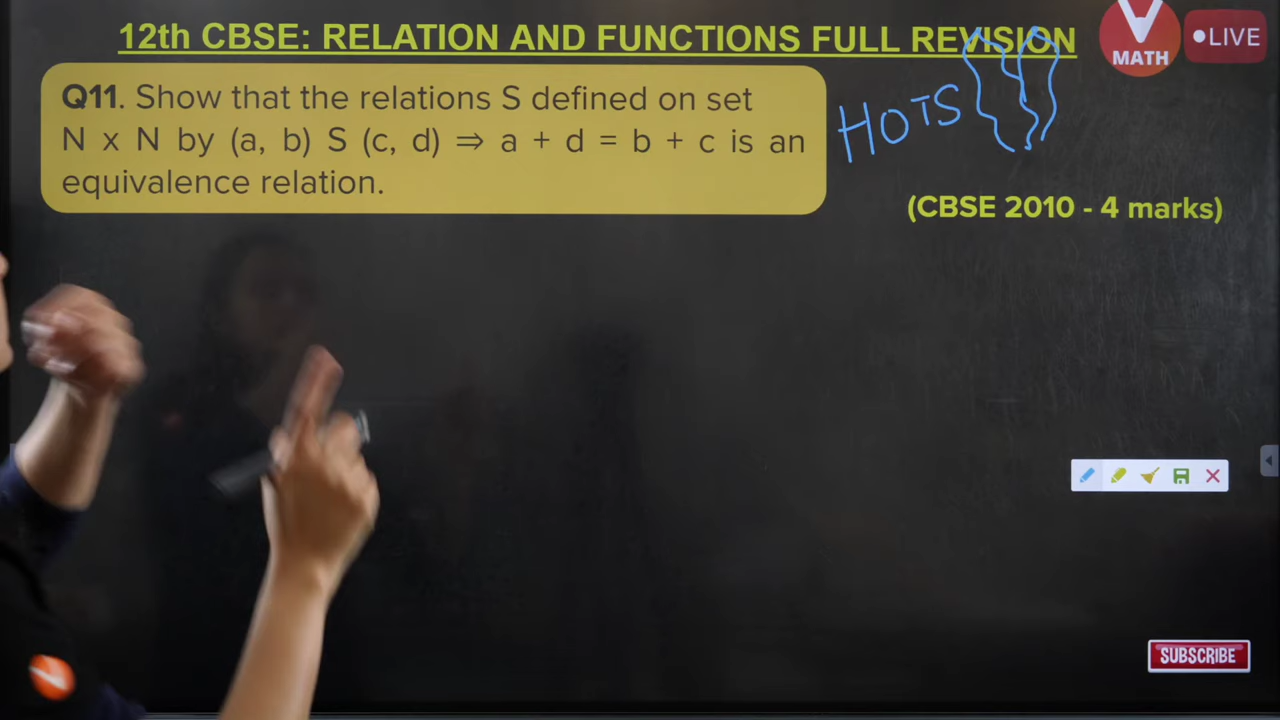 12th CBSE: RELATION AND FUNCTIONS FULL REVISION
MATH
LIVE
Q11. Show that the relations S defined on set
N x N by (a, b) S (c, d) ⇒ a + d = b + c is an
equivalence relation.
HOTS
(CBSE 2010 - 4 marks)
SUBSCRIBE